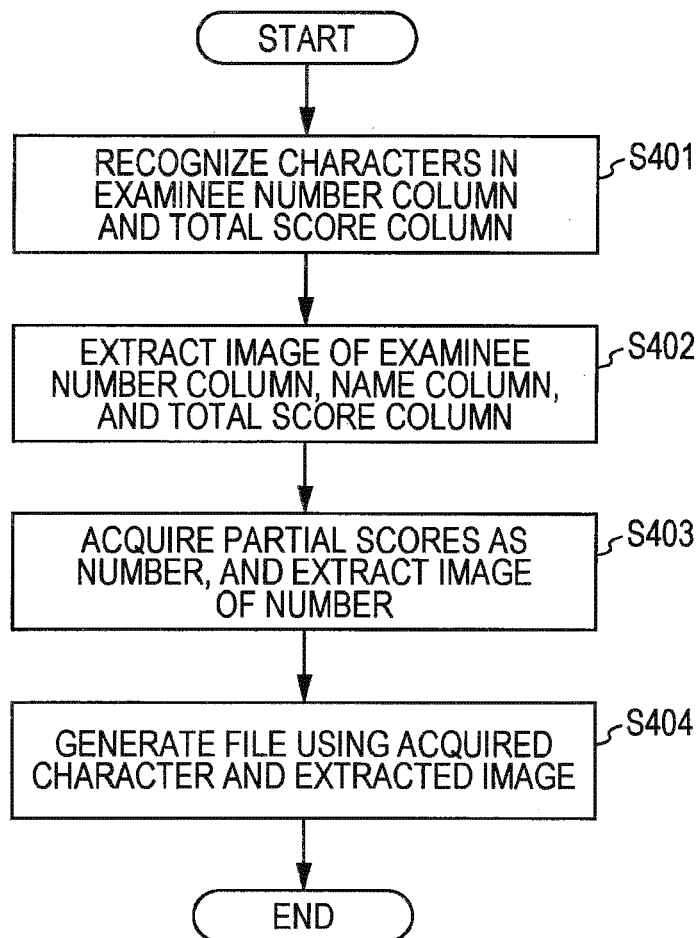 START
RECOGNIZE CHARACTERS IN
EXAMINEE NUMBER COLUMN
AND TOTAL SCORE COLUMN
S401
EXTRACT IMAGE OF EXAMINEE
NUMBER COLUMN, NAME COLUMN,
AND TOTAL SCORE COLUMN
S402
ACQUIRE PARTIAL SCORES AS
NUMBER, AND EXTRACT IMAGE
OF NUMBER
S403
GENERATE FILE USING ACQUIRED
CHARACTER AND EXTRACTED IMAGE
S404
END